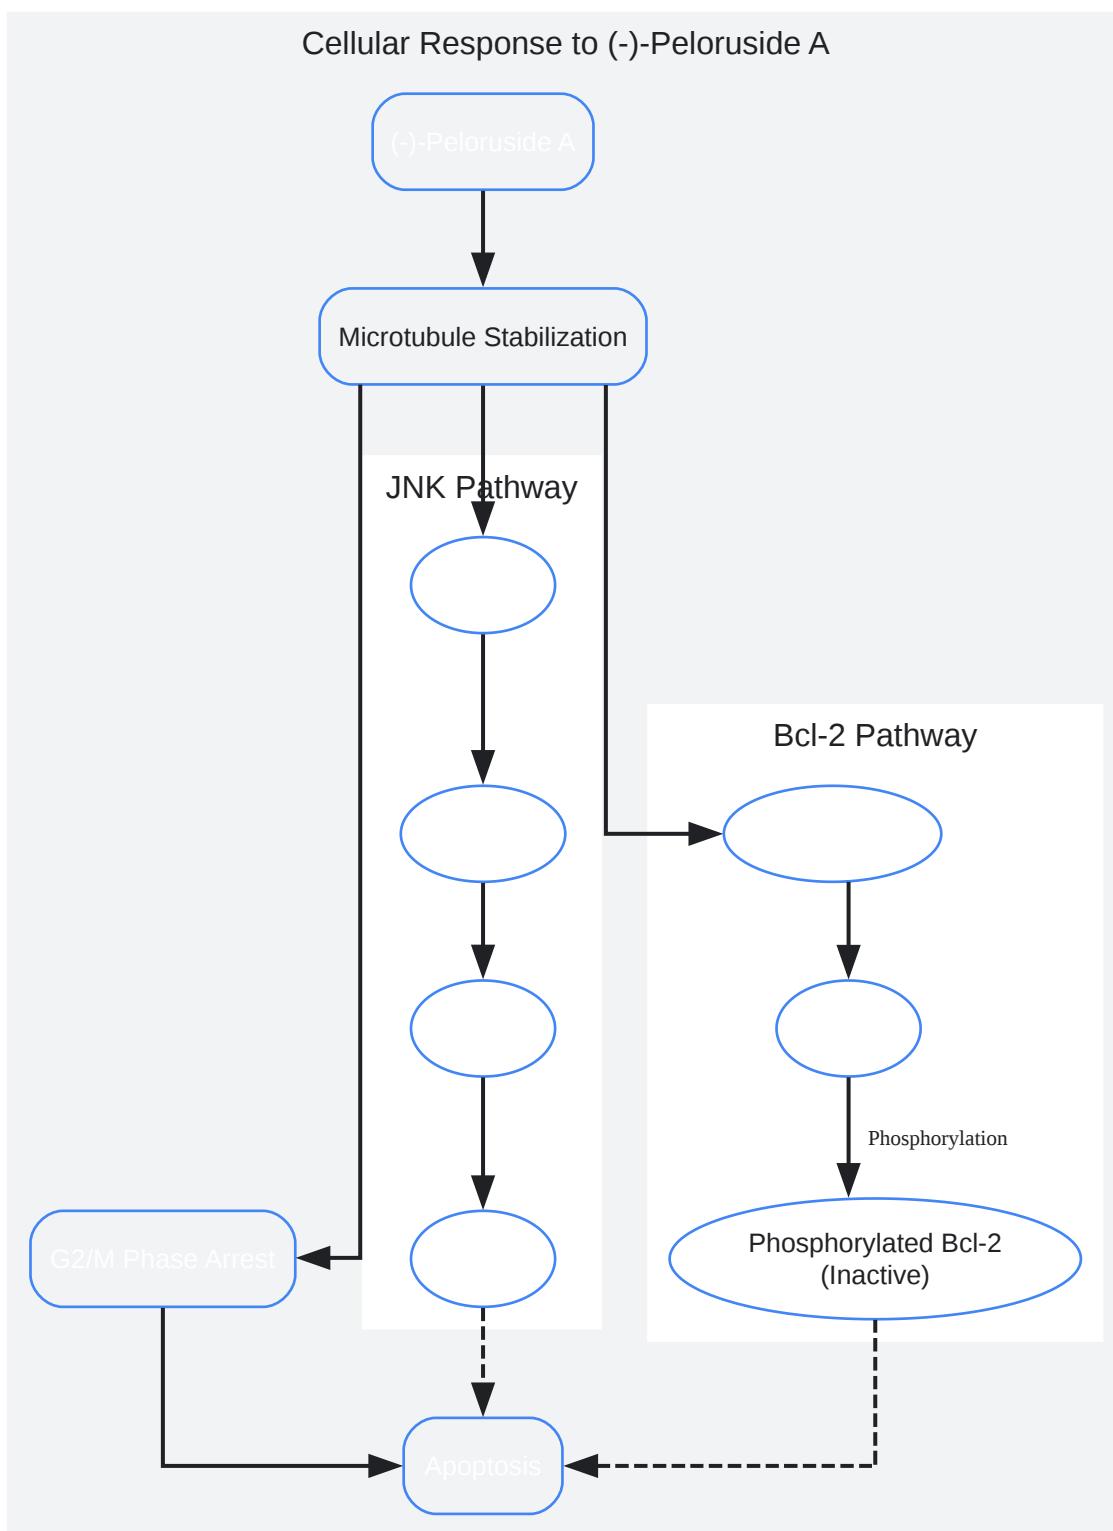 Cellular Response to (-)-Peloruside A
(-)-Peloruside A
Microtubule Stabilization
JNK Pathway
Bcl-2 Pathway
Phosphorylation
Phosphorylated Bcl-2
(Inactive)
G2/M Phase Arrest
Apoptosis